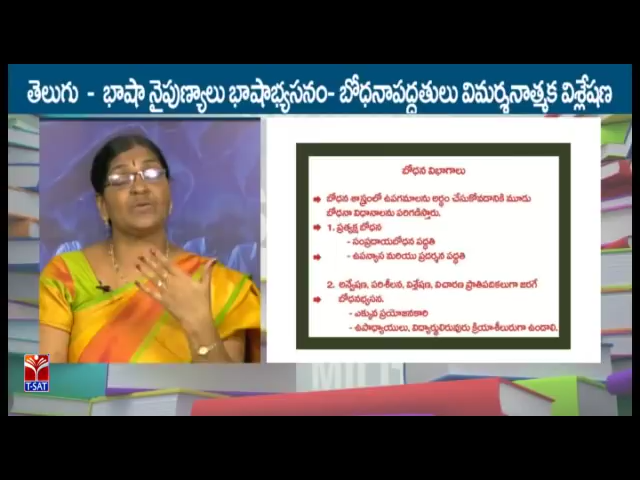 తెలుగు - భాషా నైపుణ్యాలు భాషాభ్యసనం- బోధనాపద్ధతులు విమర్శనాత్మక విశ్లేషణ
బోధన విభాగాలు
బోధన శాస్త్రంలో ఉపగమాలను అర్థం చేసుకోవడానికి మూడు
బోధనా విధానాలను పరిగణిస్తారు.
1. ప్రత్యక్ష బోధన
- సంప్రదాయబోధన పద్ధతి
- ఉపన్యాస మరియు ప్రదర్శన పద్ధతి
2. అన్వేషణ, పరిశీలన, విశ్లేషణ, విచారణ ప్రాతిపదికలుగా జరగే
బోధనభ్యసన.
- ఎక్కువ ప్రయోజనకారి
- ఉపాధ్యాయులు, విద్యార్థులిరువురు క్రియాశీలురుగా ఉండాలి.
T-SAT